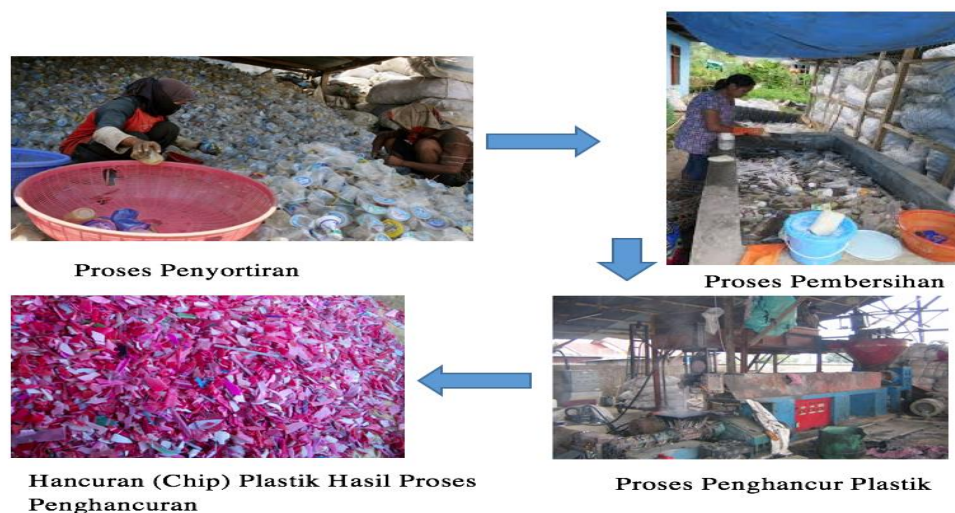 Proses Penyortiran
Proses Pembersihan
Hancuran (Chip) Plastik Hasil Proses
Penghancuran
Proses Penghancur Plastik